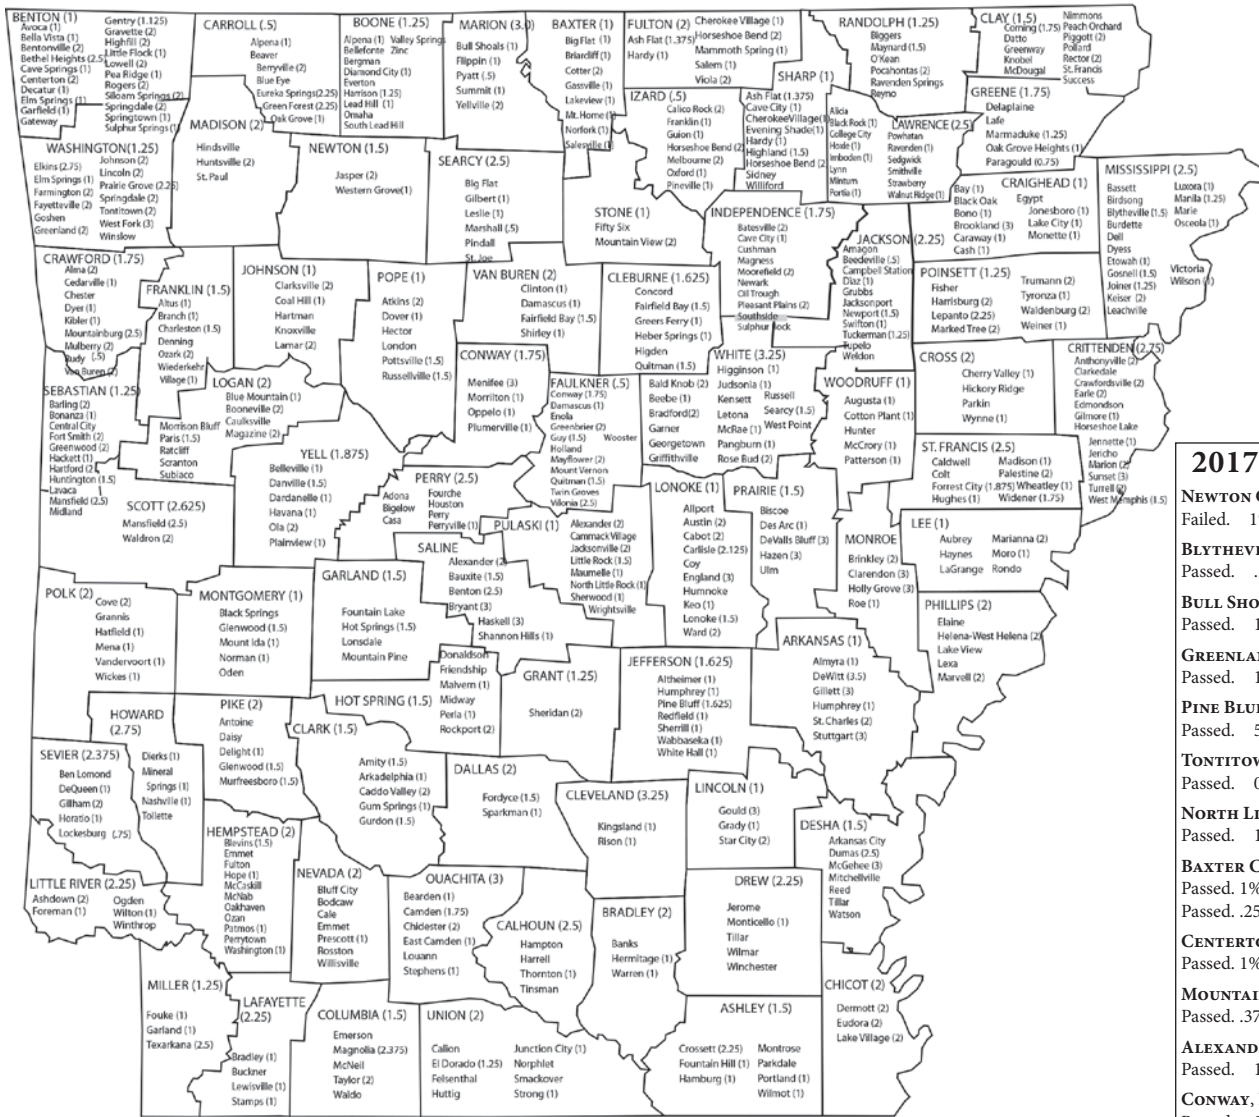 BENTON (1)
Avoca (1)
Bella Vista (1)
Bentonville (2)
Bethel Heights (2.5)
Cave Springs (1)
Centerton (2)
Decatur (1)
Elm Springs (1)
Garfield (1)
Gateway
Gentry (1.125)
Gravette (2)
Highfill (2)
Little Flock (1)
Lowell (2)
Pea Ridge (1)
Rogers (2)
Siloam Springs (2)
Springdale (2)
Springtown (1)
Sulphur Springs (1)
CARROLL (.5)
Alpena (1)
Beaver
Berryville (2)
Blue Eye
Eureka Springs(2.25)
Green Forest (2.25)
Oak Grove (1)
BOONE (1.25)
Alpena (1) Valley Springs
Bellefonte Zinc
Bergman
Diamond City (1)
Everton
Harrison (1.25)
Lead Hill (1)
Omaha
South Lead Hill
MARION (3.0)
Bull Shoals (1)
Flippin (1)
Pyatt (.5)
Summit (1)
Yellville (2)
BAXTER (1)
Big Flat (1)
Briarcliff (1)
Cotter (2)
Gassville (1)
Lakeview (1)
Mt. Home (1)
Norfork (1)
Salesville (1)
FULTON (2)
Ash Flat (1.375)
Hardy (1)
Cherokee Village (1)
Horseshoe Bend (2)
Mammoth Spring (1)
Salem (1)
Viola (2)
SHARP (1)
Ash Flat (1.375)
Cave City (1)
CherokeeVillage(1)
Evening Shade(1)
Hardy (1)
Highland (1.5)
Horseshoe Bend (2)
Sidney
Williford
IZARD (.5)
Calico Rock (2)
Franklin (1)
Guion (1)
Horseshoe Bend (2)
Melbourne (2)
Oxford (1)
Pineville (1)
RANDOLPH (1.25)
Biggers
Maynard (1.5)
O'Kean
Pocahontas (2)
Ravenden Springs
Reyno
CLAY (1.5)
Corning (1.75)
Datto
Greenway
Knobel
McDougal
Nimmons
Peach Orchard
Piggott (2)
Pollard
Rector (2)
St. Francis
Success
GREENE (1.75)
Delaplaine
Lafe
Marmaduke (1.25)
Oak Grove Heights (1)
Paragould (0.75)
LAWRENCE (2.5)
Alicia
Black Rock (1)
College City
Hoxie (1)
Imboden (1)
Lynn
Minturn
Portia (1)
Powhatan
Ravenden (1)
Sedgwick
Smithville
Strawberry
Walnut Ridge (1)
MADISON (2)
Hindsville
Huntsville (2)
St. Paul
WASHINGTON(1.25)
Elkins (2.75)
Elm Springs (1)
Farmington (2)
Fayetteville (2)
Goshen
Greenland (2)
Johnson (2)
Lincoln (2)
Prairie Grove (2.25)
Springdale (2)
Tontitown (2)
West Fork (3)
Winslow
NEWTON (1.5)
Jasper (2)
Western Grove(1)
SEARCY (2.5)
Big Flat
Gilbert (1)
Leslie (1)
Marshall (.5)
Pindall
St. Joe
STONE (1)
Fifty Six
Mountain View (2)
INDEPENDENCE (1.75)
Batesville (2)
Cave City (1)
Cushman
Magness
Moorefield (2)
Newark
Oil Trough
Pleasant Plains (2)
Southside
Sulphur Rock
JACKSON (2.25)
Amagon
Beedeville (.5)
Campbell Station
Diaz (1)
Grubbs
Jacksonport
Newport (1.5)
Swifton (1)
Tuckerman (1.25)
Tupelo
Weldon
CRAIGHEAD (1)
Bay (1)
Black Oak
Bono (1)
Brookland (3)
Caraway (1)
Cash (1)
Egypt
Jonesboro (1)
Lake City (1)
Monette (1)
MISSISSIPPI (2.5)
Bassett
Birdsong
Blytheville (1.5)
Burdette
Dell
Dyess
Etowah (1)
Gosnell (1.5)
Joiner (1.25)
Keiser (2)
Leachville
Luxora (1)
Manila (1.25)
Marie
Osceola (1)
Victoria
Wilson (1)
CRAWFORD (1.75)
Alma (2)
Cedarville (1)
Chester
Dyer (1)
Kibler (1)
Mountainburg (2.5)
Mulberry (2)
Rudy (.5)
Van Buren (2)
FRANKLIN (1.5)
Altus (1)
Branch (1)
Charleston (1.5)
Denning
Ozark (2)
Wiederkehr
Village (1)
JOHNSON (1)
Clarksville (2)
Coal Hill (1)
Hartman
Knoxville
Lamar (2)
POPE (1)
Atkins (2)
Dover (1)
Hector
London
Pottsville (1.5)
Russellville (1.5)
VAN BUREN (2)
Clinton (1)
Damascus (1)
Fairfield Bay (1.5)
Shirley (1)
CLEBURNE (1.625)
Concord
Fairfield Bay (1.5)
Greers Ferry (1)
Heber Springs (1)
Higden
Quitman (1.5)
POINSETT (1.25)
Fisher
Harrisburg (2)
Lepanto (2.25)
Marked Tree (2)
Trumann (2)
Tyronza (1)
Waldenburg (2)
Weiner (1)
CRITTENDEN (2.75)
Anthonyville (2)
Clarkedale
Crawfordsville (2)
Earle (2)
Edmondson
Gilmore (1)
Horseshoe Lake
Jennette (1)
Jericho
Marion (2)
Sunset (3)
Turrell (2)
West Memphis (1.5)
CROSS (2)
Cherry Valley (1)
Hickory Ridge
Parkin
Wynne (1)
WOODRUFF (1)
Augusta (1)
Cotton Plant (1)
Hunter
McCrory (1)
Patterson (1)
WHITE (3.25)
Bald Knob (2)
Beebe (1)
Bradford(2)
Garner
Georgetown
Griffithville
Higginson (1)
Judsonia (1)
Kensett
Letona
McRae (1)
Pangburn (1)
Rose Bud (2)
Russell
Searcy (1.5)
West Point
CONWAY (1.75)
Menifee (3)
Morrilton (1)
Oppelo (1)
Plumerville (1)
FAULKNER (.5)
Conway (1.75)
Damascus (1)
Enola
Greenbrier (2)
Guy (1.5) Wooster
Holland
Mayflower (2)
Mount Vernon
Quitman (1.5)
Twin Groves
Vilonia (2.5)
SEBASTIAN (1.25)
Barling (2)
Bonanza (1)
Central City
Fort Smith (2)
Greenwood (2)
Hackett (1)
Hartford (2)
Huntington (1.5)
Lavaca
Mansfield (2.5)
Midland
LOGAN (2)
Blue Mountain (1)
Booneville (2)
Caulksville
Magazine (2)
Morrison Bluff
Paris (1.5)
Ratcliff
Scranton
Subiaco
YELL (1.875)
Belleville (1)
Danville (1.5)
Dardanelle (1)
Havana (1)
Ola (2)
Plainview (1)
PERRY (2.5)
Adona
Bigelow
Casa
Fourche
Houston
Perry
Perryville (1)
SCOTT (2.625)
Mansfield (2.5)
Waldron (2)
ST. FRANCIS (2.5)
Caldwell
Colt
Forrest City (1.875)
Hughes (1)
Madison (1)
Palestine (2)
Wheatley (1)
Widener (1.75)
LEE (1)
Aubrey
Haynes
LaGrange
Marianna (2)
Moro (1)
Rondo
LONOKE (1)
Allport
Austin (2)
Cabot (2)
Carlisle (2.125)
Coy
England (3)
Humnoke
Keo (1)
Lonoke (1.5)
Ward (2)
PRAIRIE (1.5)
Biscoe
Des Arc (1)
DeValls Bluff (3)
Hazen (3)
Ulm
MONROE
Brinkley (2)
Clarendon (3)
Holly Grove (3)
Roe (1)
PULASKI (1)
Alexander (2)
Cammack Village
Jacksonville (2)
Little Rock (1.5)
Maumelle (1)
North Little Rock (1)
Sherwood (1)
Wrightsville
SALINE
Alexander (2)
Bauxite (1.5)
Benton (2.5)
Bryant (3)
Haskell (3)
Shannon Hills (1)
GARLAND (1.5)
Fountain Lake
Hot Springs (1.5)
Lonsdale
Mountain Pine
POLK (2)
Cove (2)
Grannis
Hatfield (1)
Mena (1)
Vandervoort (1)
Wickes (1)
MONTGOMERY (1)
Black Springs
Glenwood (1.5)
Mount Ida (1)
Norman (1)
Oden
PHILLIPS (2)
Elaine
Helena-West Helena (2)
Lake View
Lexa
Marvell (2)
ARKANSAS (1)
Almyra (1)
DeWitt (3.5)
Gillett (3)
Humphrey (1)
St. Charles (2)
Stuttgart (3)
JEFFERSON (1.625)
Altheimer (1)
Humphrey (1)
Pine Bluff (1.625)
Redfield (1)
Sherrill (1)
Wabbaseka (1)
White Hall (1)
GRANT (1.25)
Sheridan (2)
HOT SPRING (1.5)
Donaldson
Friendship
Malvern (1)
Midway
Perla (1)
Rockport (2)
HOWARD
(2.75)
Dierks (1)
Mineral
Springs (1)
Nashville (1)
Tollette
PIKE (2)
Antoine
Daisy
Delight (1)
Glenwood (1.5)
Murfreesboro (1.5)
CLARK (1.5)
Amity (1.5)
Arkadelphia (1)
Caddo Valley (2)
Gum Springs (1)
Gurdon (1.5)
SEVIER (2.375)
Ben Lomond
DeQueen (1)
Gillham (2)
Horatio (1)
Lockesburg (.75)
DALLAS (2)
Fordyce (1.5)
Sparkman (1)
CLEVELAND (3.25)
Kingsland (1)
Rison (1)
LINCOLN (1)
Gould (3)
Grady (1)
Star City (2)
DESHA (1.5)
Arkansas City
Dumas (2.5)
McGehee (3)
Mitchellville
Reed
Tillar
Watson
HEMPSTEAD (2)
Blevins (1.5)
Emmet
Fulton
Hope (1)
McCaskill
McNab
Oakhaven
Ozan
Patmos (1)
Perrytown
Washington (1)
LITTLE RIVER (2.25)
Ashdown (2)
Foreman (1)
Ogden
Wilton (1)
Winthrop
NEVADA (2)
Bluff City
Bodcaw
Cale
Emmet
Prescott (1)
Rosston
Willisville
OUACHITA (3)
Bearden (1)
Camden (1.75)
Chidester (2)
East Camden (1)
Louann
Stephens (1)
CALHOUN (2.5)
Hampton
Harrell
Thornton (1)
Tinsman
BRADLEY (2)
Banks
Hermitage (1)
Warren (1)
DREW (2.25)
Jerome
Monticello (1)
Tillar
Wilmar
Winchester
MILLER (1.25)
Fouke (1)
Garland (1)
Texarkana (2.5)
LAFAYETTE
(2.25)
Bradley (1)
Buckner
Lewisville (1)
Stamps (1)
COLUMBIA (1.5)
Emerson
Magnolia (2.375)
McNeil
Taylor (2)
Waldo
UNION (2)
Calion
El Dorado (1.25)
Felsenthal
Huttig
Junction City (1)
Norphlet
Smackover
Strong (1)
ASHLEY (1.5)
Crossett (2.25)
Fountain Hill (1)
Hamburg (1)
Montrose
Parkdale
Portland (1)
Wilmot (1)
CHICOT (2)
Dermott (2)
Eudora (2)
Lake Village (2)
2017
NEWTON
Failed.
BLYTHEVI
Passed.
BULL SHO
Passed. 1
GREENLA
Passed. 1
PINE BLU
Passed. 5
TONTITOW
Passed. 0
NORTH LI
Passed. 1
BAXTER C
Passed. 1%
Passed. .25
CENTERTO
Passed. 1%
MOUNTAI
Passed. .37
ALEXAND
Passed. 1
CONWAY,